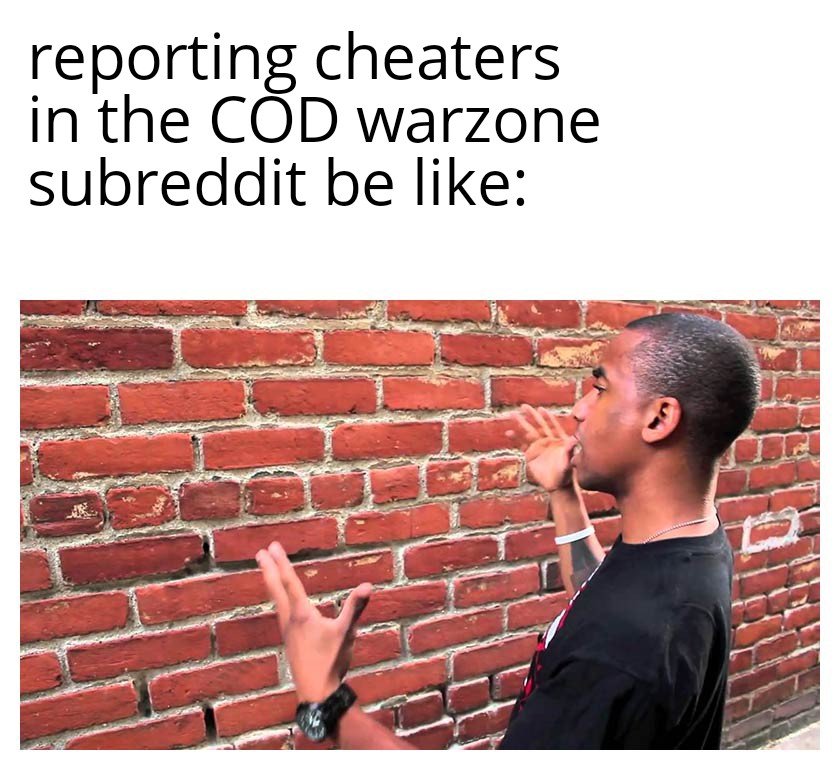 reporting cheaters
in the COD warzone
subreddit be like: